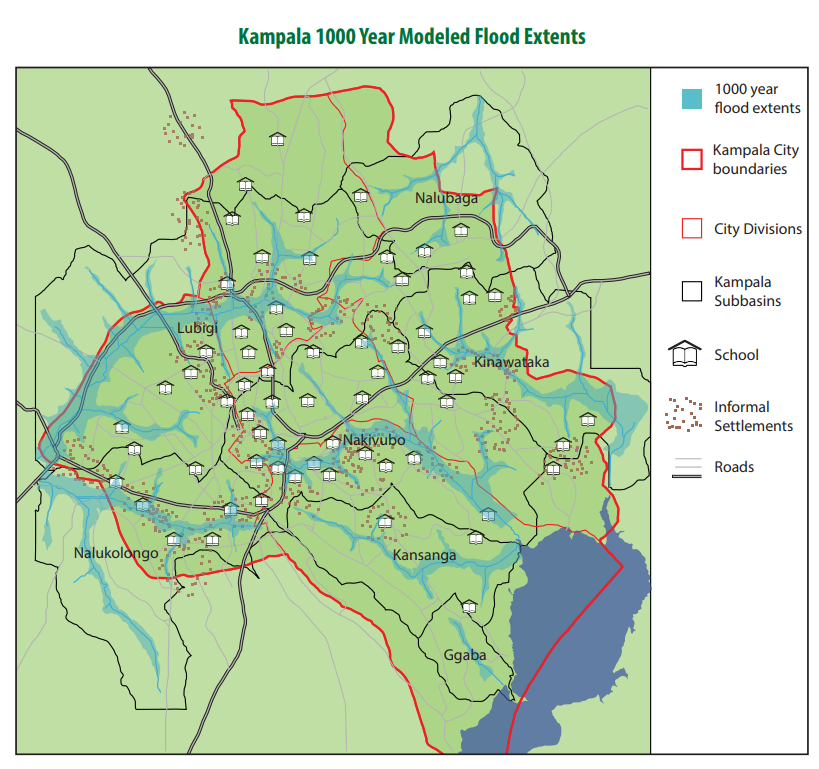 Kampala 1000 Year Modeled Flood Extents
1000 year
flood extents
Kampala City
boundaries
City Divisions
Kampala
Subbasins
School
Informal
Settlements
Roads
Nalubaga
Lubigi
Kinawataka
Nakivubo
Nalukolongo
Kansanga
Ggaba